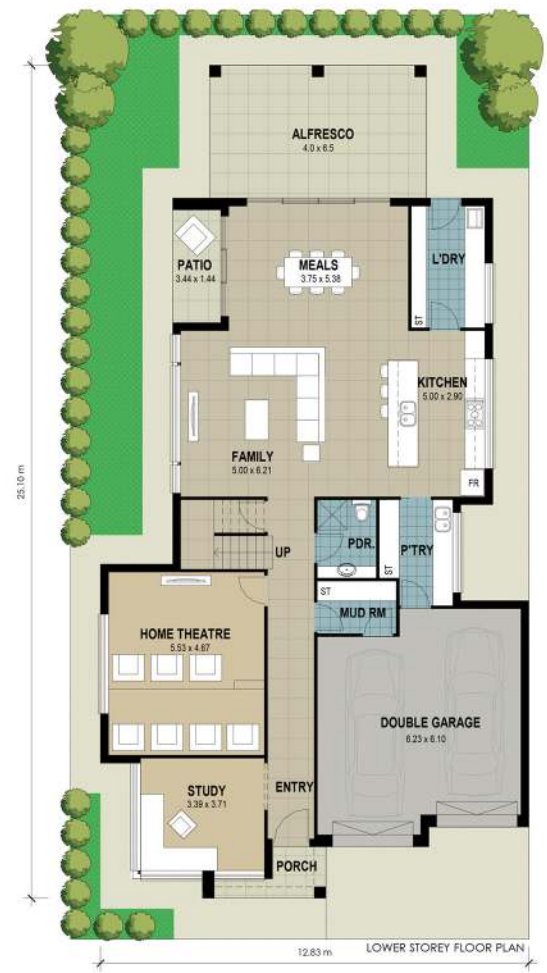 ALFRESCO
4.0 x 6.5
PATIO
3.44 x 1.44
MEALS
3.75 x 5.38
L'DRY
ST
KITCHEN
5.00 x 2.90
FAMILY
5.00 x 6.21
FR
25.10 m
UP
PDR.
P'TRY
ST
ST
MUD RM
HOME THEATRE
5.53 x 4.67
DOUBLE GARAGE
6.23 x 6.10
STUDY
3.39 x 3.71
ENTRY
PORCH
12.83 m
LOWER STOREY FLOOR PLAN